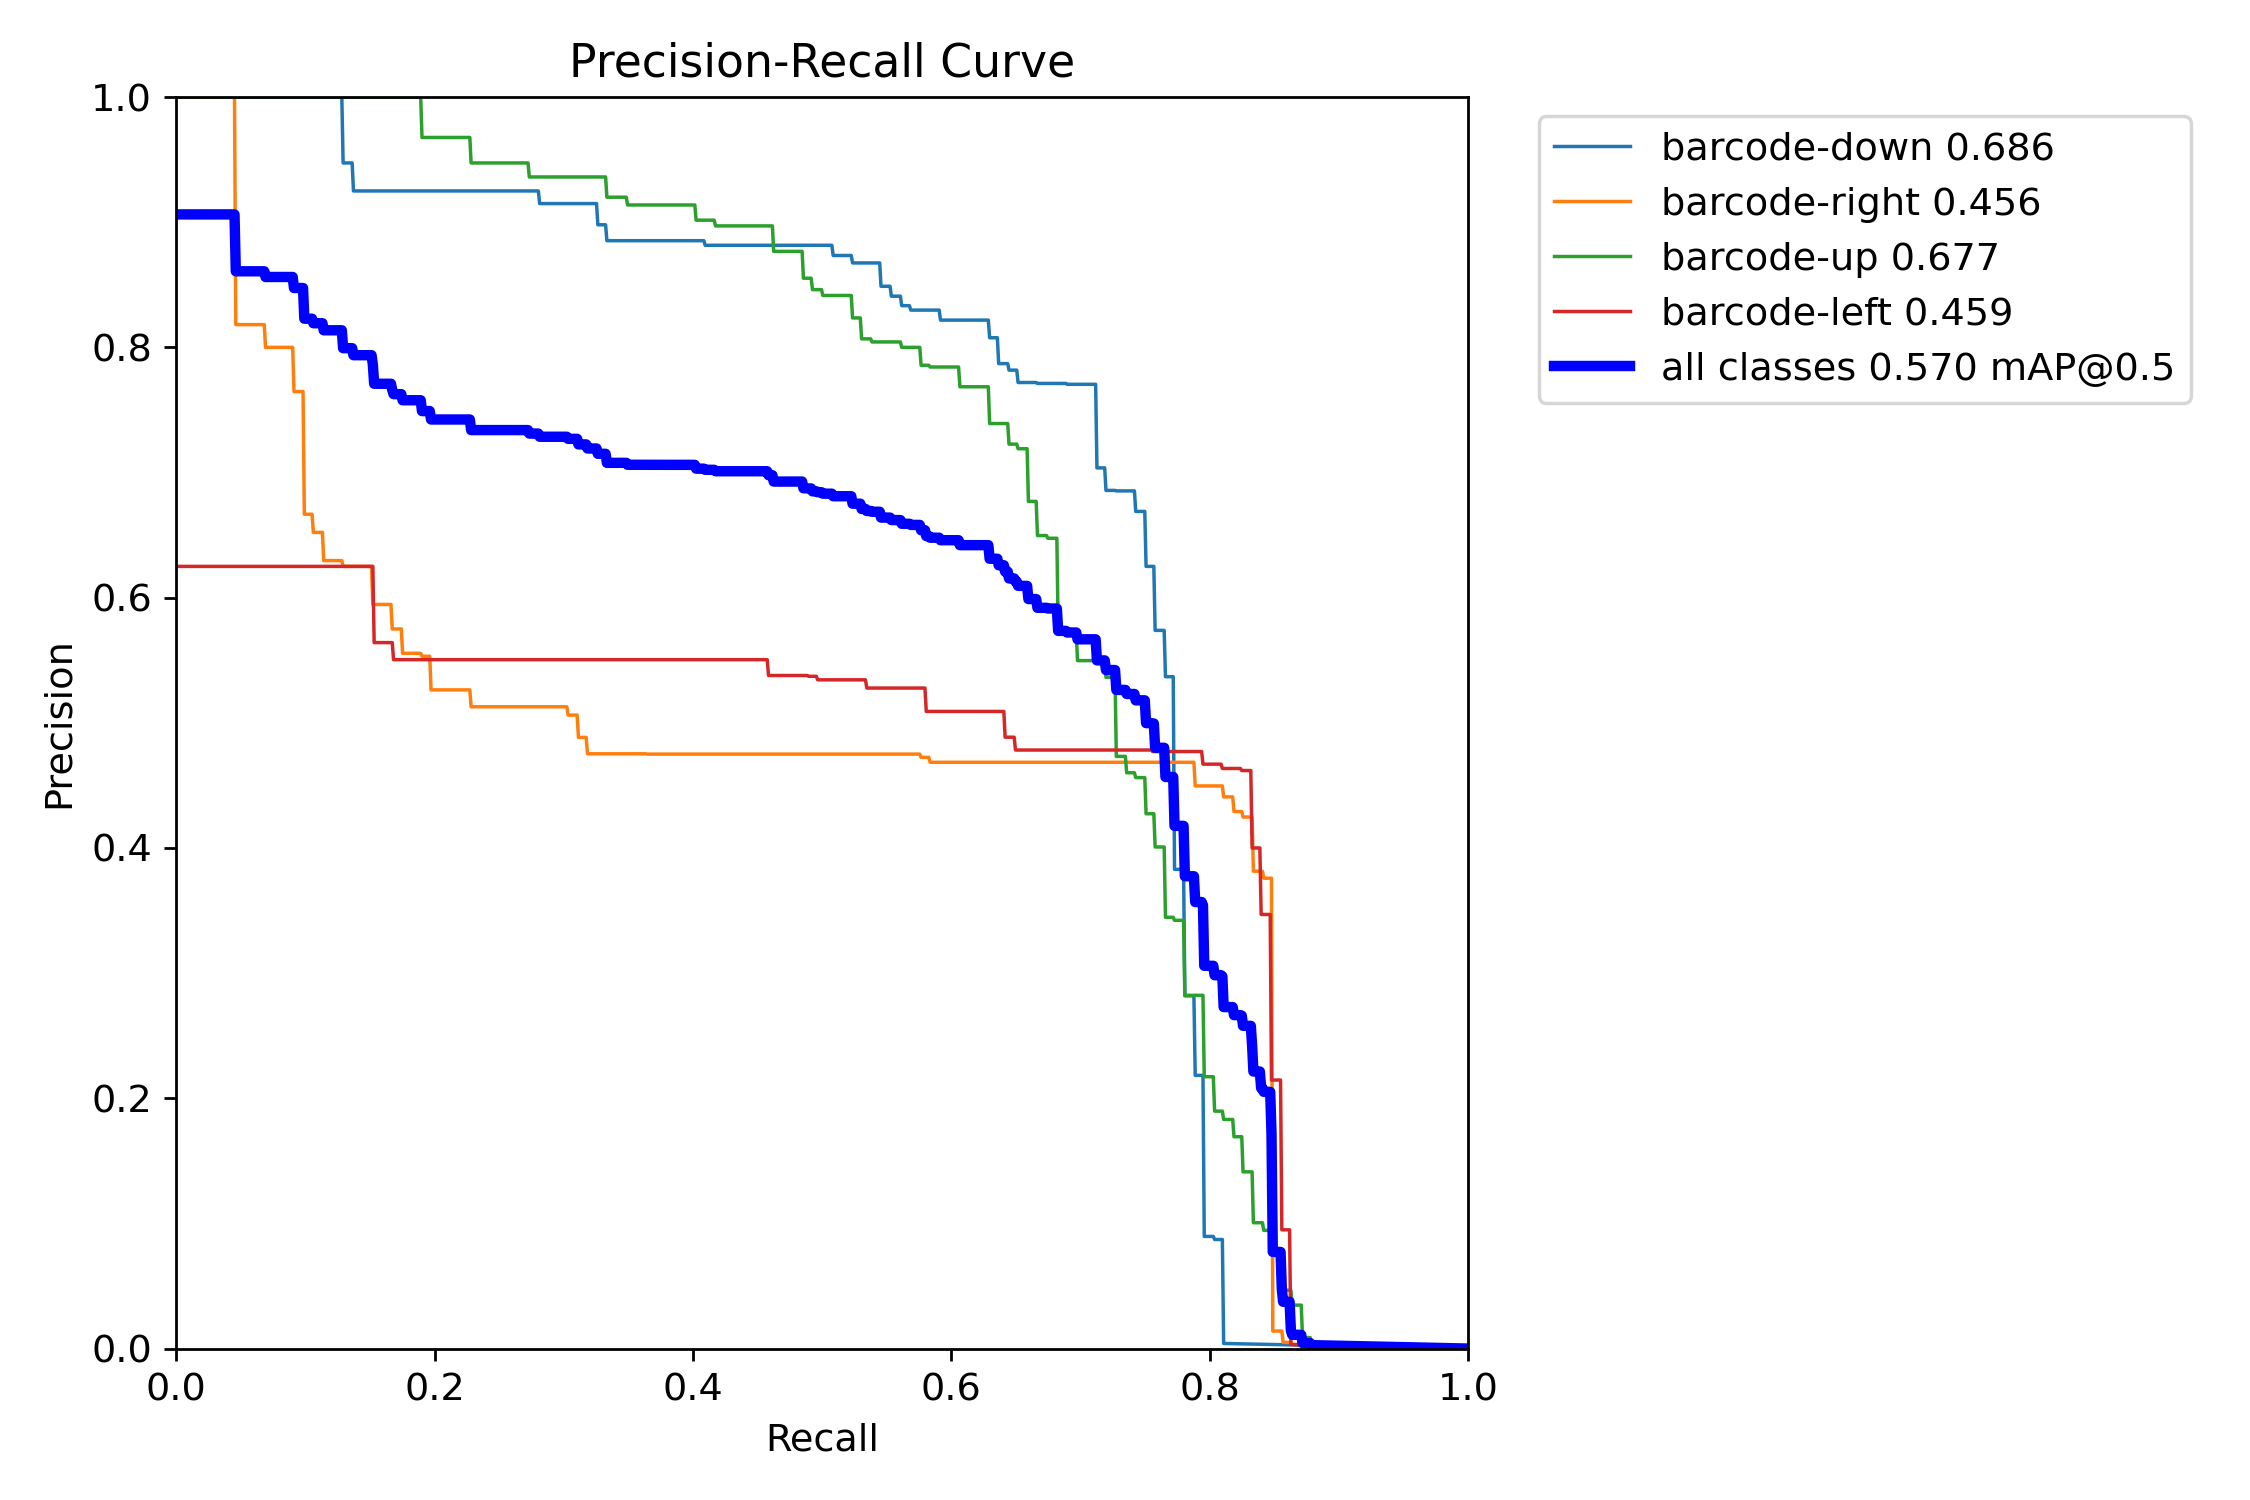 Precision-Recall Curve
1.0
0.8
0.6
0.4
0.2
0.0
Precision
0.0 0.2 0.4 0.6 0.8 1.0
Recall
barcode-down 0.686
barcode-right 0.456
barcode-up 0.677
barcode-left 0.459
all classes 0.570 mAP@0.5